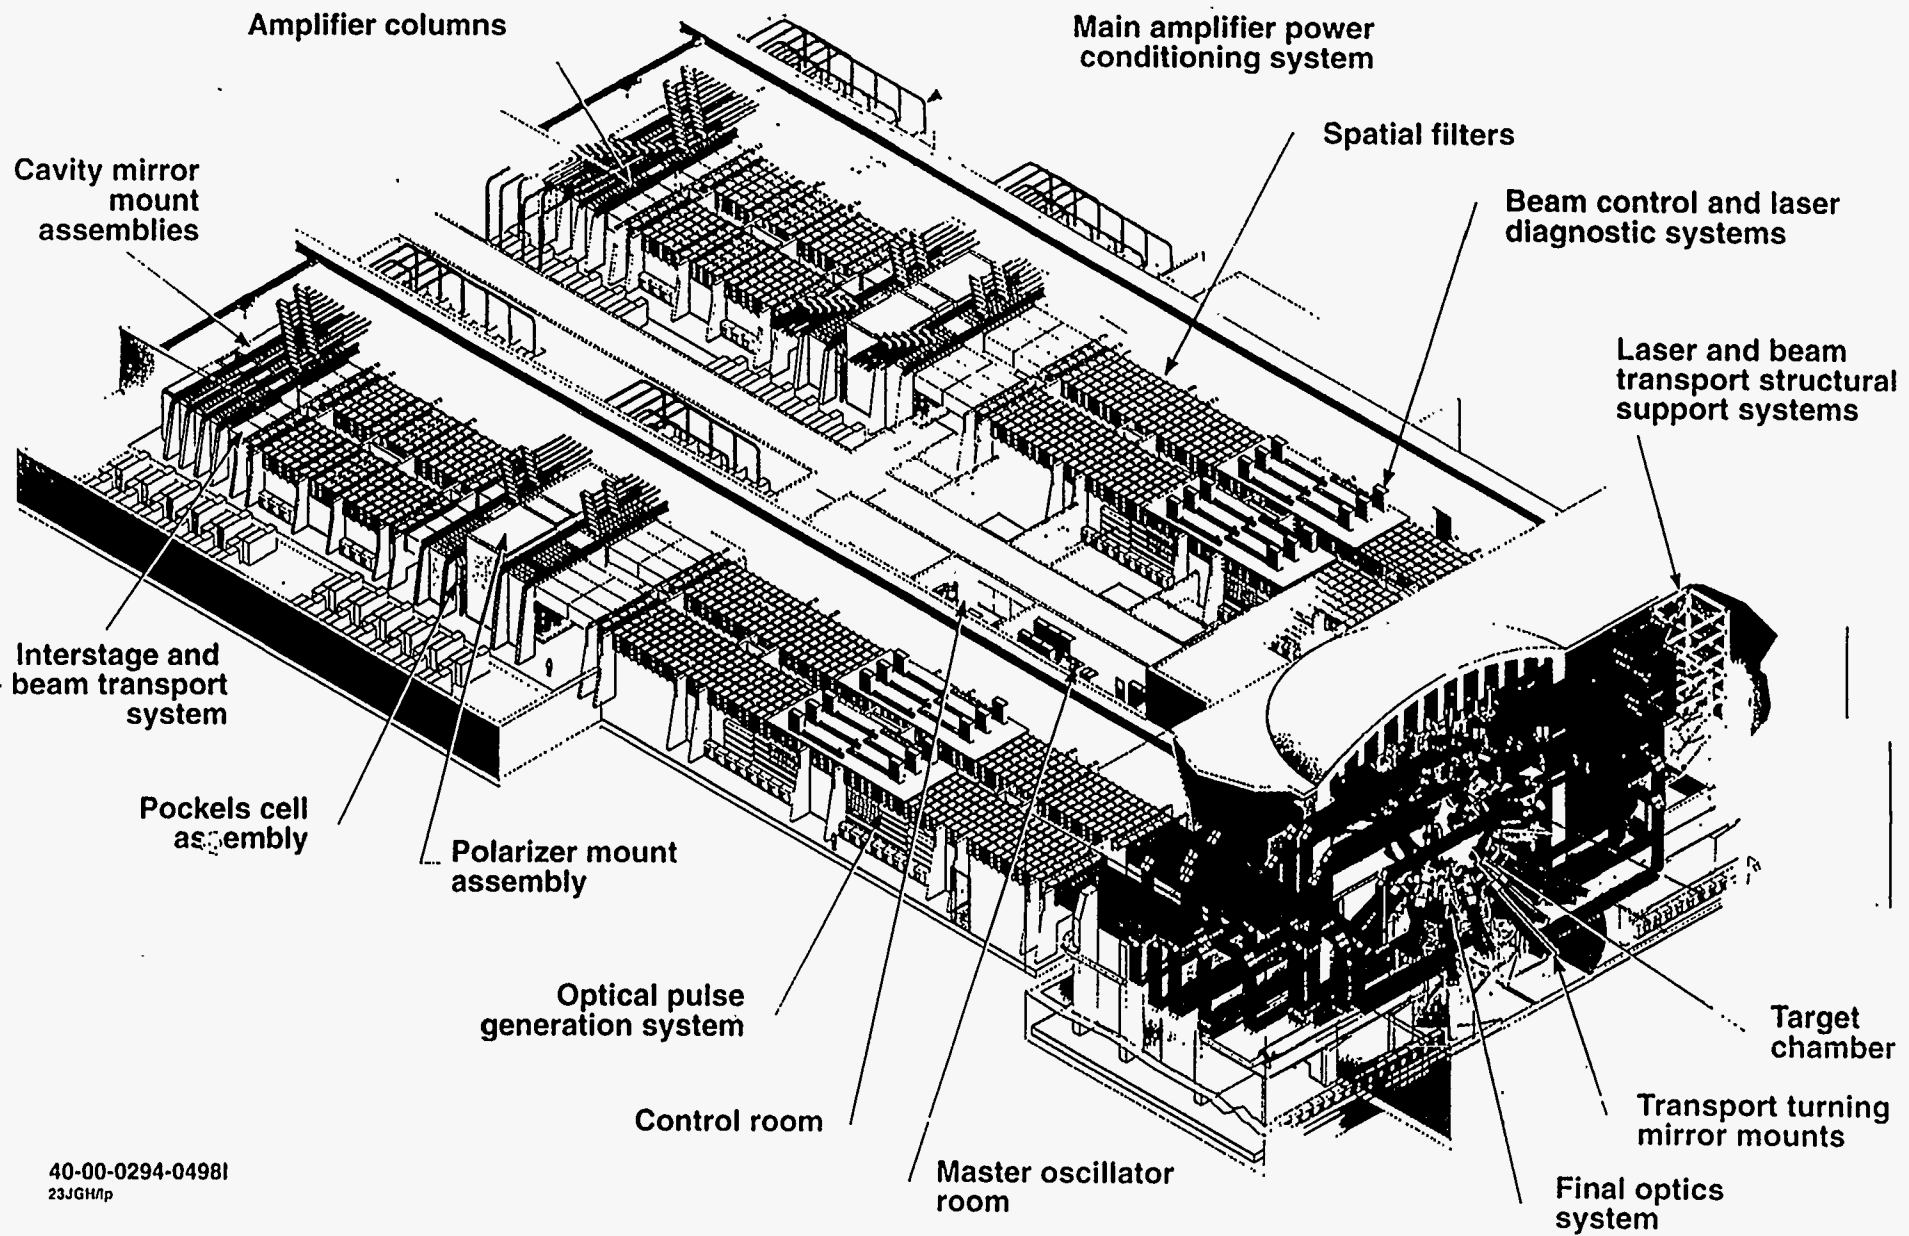 Amplifier columns
Main amplifier power
conditioning system
Spatial filters
Cavity mirror
mount
assemblies
Beam control and laser
diagnostic systems
Laser and beam
transport structural
support systems
Interstage and
beam transport
system
Pockels cell
assembly
Polarizer mount
assembly
Optical pulse
generation system
Control room
Master oscillator
room
Target
chamber
Transport turning
mirror mounts
Final optics
system
40-00-0294-0498I
23JGH/lp